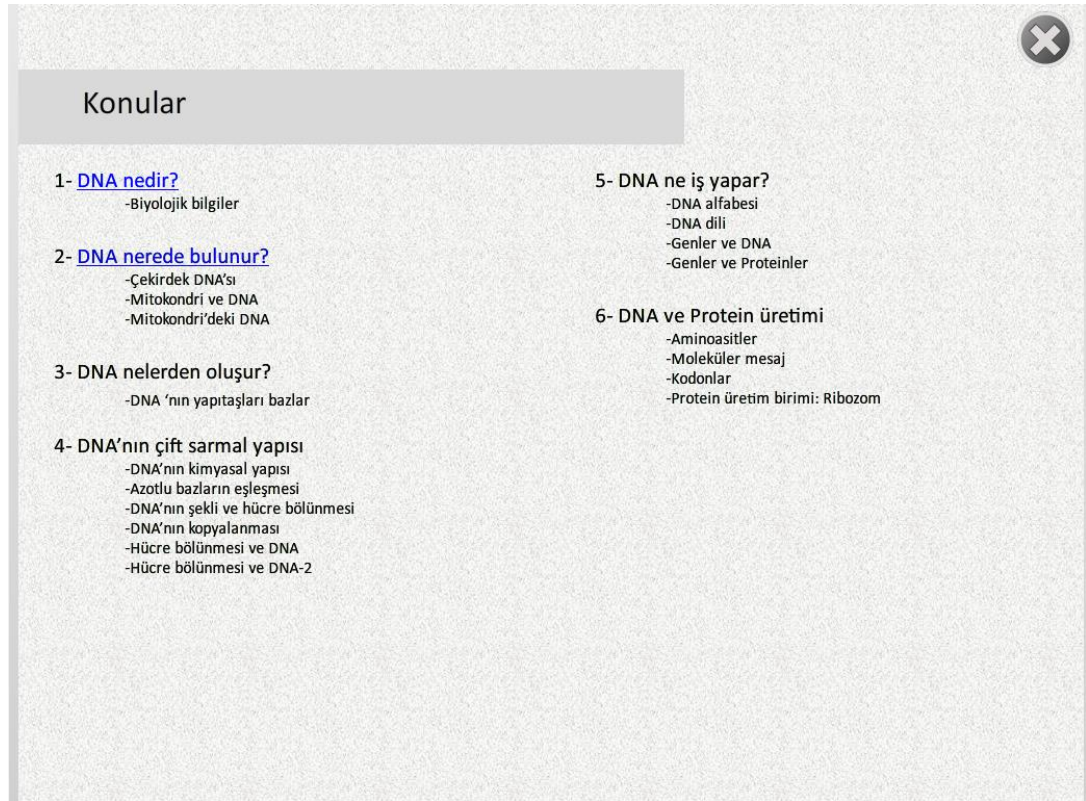 Konular
1- DNA nedir?
-Biyolojik bilgiler
2- DNA nerede bulunur?
-Çekirdek DNA’sı
-Mitokondri ve DNA
-Mitokondri’deki DNA
3- DNA nelerden oluşur?
-DNA ‘nın yapıtaşları bazlar
4- DNA’nın çift sarmal yapısı
-DNA’nın kimyasal yapısı
-Azotlu bazların eşleşmesi
-DNA’nın şekli ve hücre bölünmesi
-DNA’nın kopyalanması
-Hücre bölünmesi ve DNA
-Hücre bölünmesi ve DNA-2
5- DNA ne iş yapar?
-DNA alfabesi
-DNA dili
-Genler ve DNA
-Genler ve Proteinler
6- DNA ve Protein üretimi
-Aminoasitler
-Moleküler mesaj
-Kodonlar
-Protein üretim birimi: Ribozom